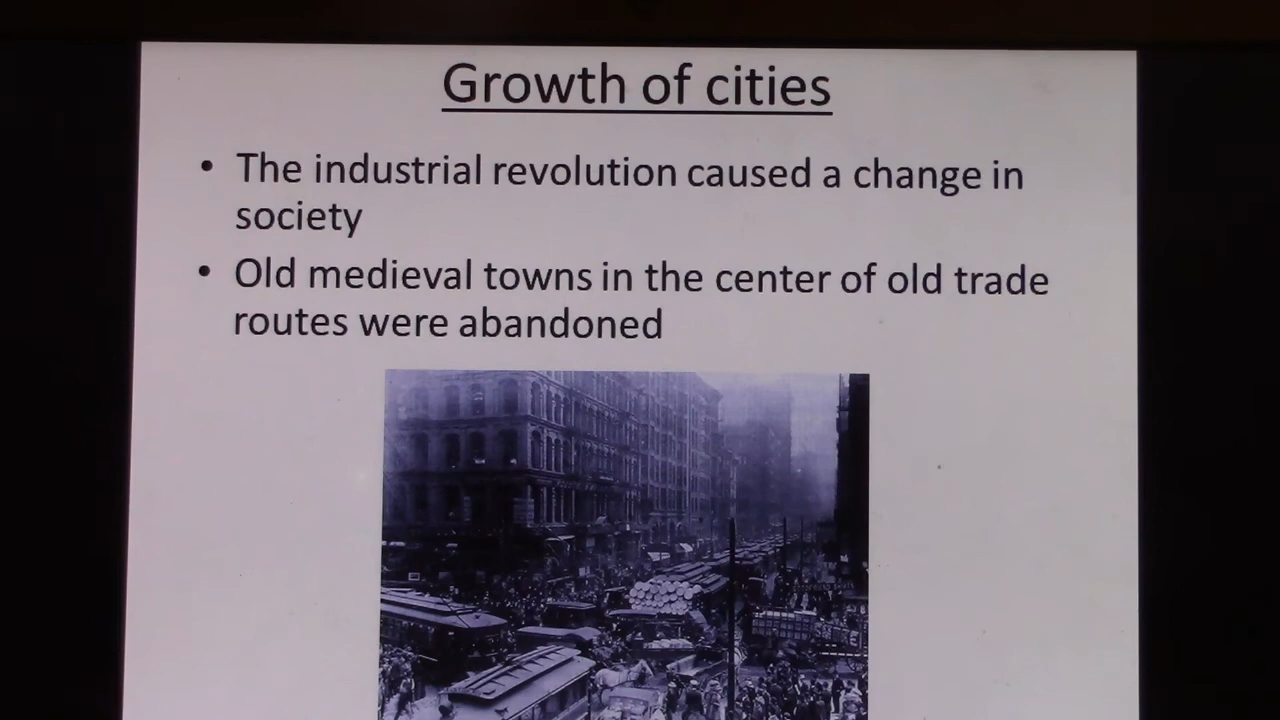 Growth of cities
• The industrial revolution caused a change in
society
• Old medieval towns in the center of old trade
routes were abandoned